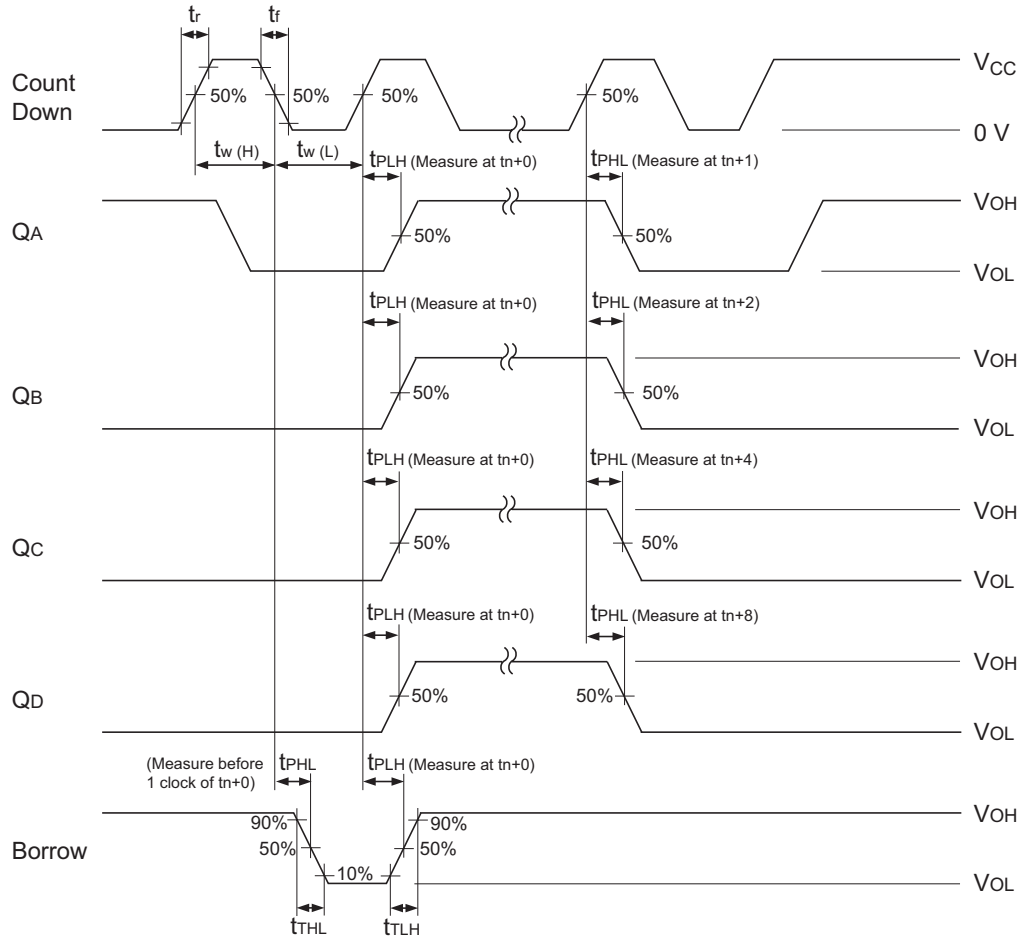 tr tf
Count Down 50% 50% 50% 50% VCC
0 V
tw (H) tw (L) tPLH (Measure at tn+0) tPHL (Measure at tn+1)
QA 50% 50% VOH
VOL
tPLH (Measure at tn+0) tPHL (Measure at tn+2)
QB 50% 50% VOH
VOL
tPLH (Measure at tn+0) tPHL (Measure at tn+4)
QC 50% 50% VOH
VOL
tPLH (Measure at tn+0) tPHL (Measure at tn+8)
QD 50% 50% VOH
VOL
(Measure before 1 clock of tn+0) tPHL tPLH (Measure at tn+0)
90% 90% VOH
Borrow 50% 50%
10% VOL
tTHL tTLH